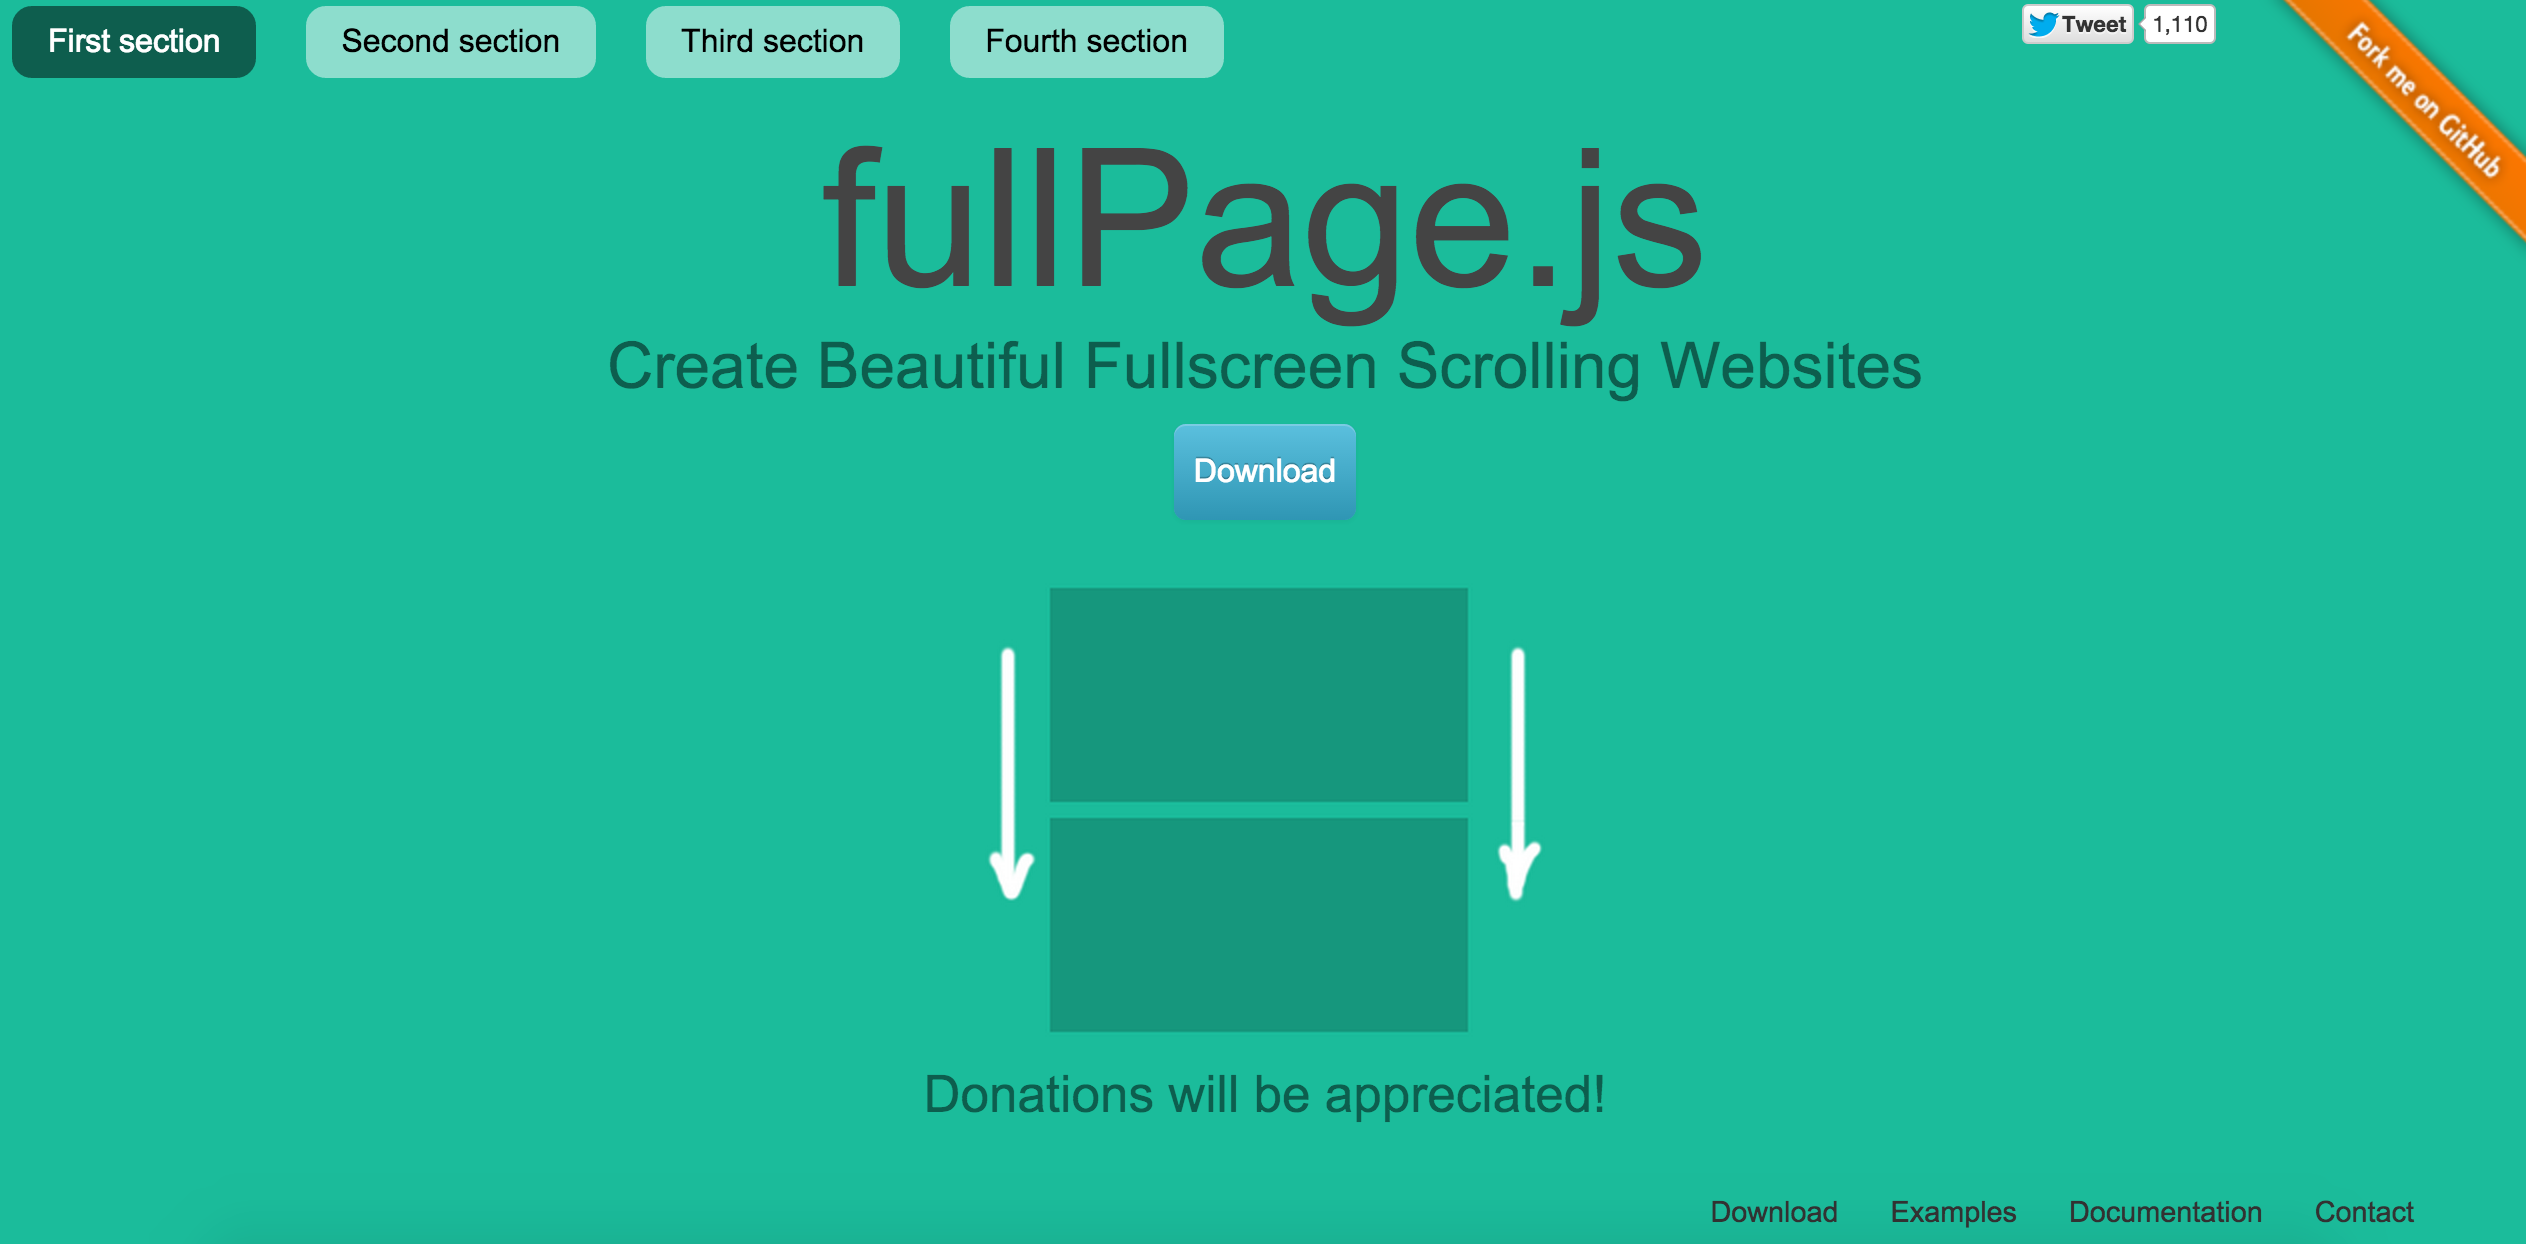 First section
Second section
Third section
Fourth section
Tweet
1,110
Fork me on GitHub
fullPage.js
Create Beautiful Fullscreen Scrolling Websites
Download
Donations will be appreciated!
Download
Examples
Documentation
Contact